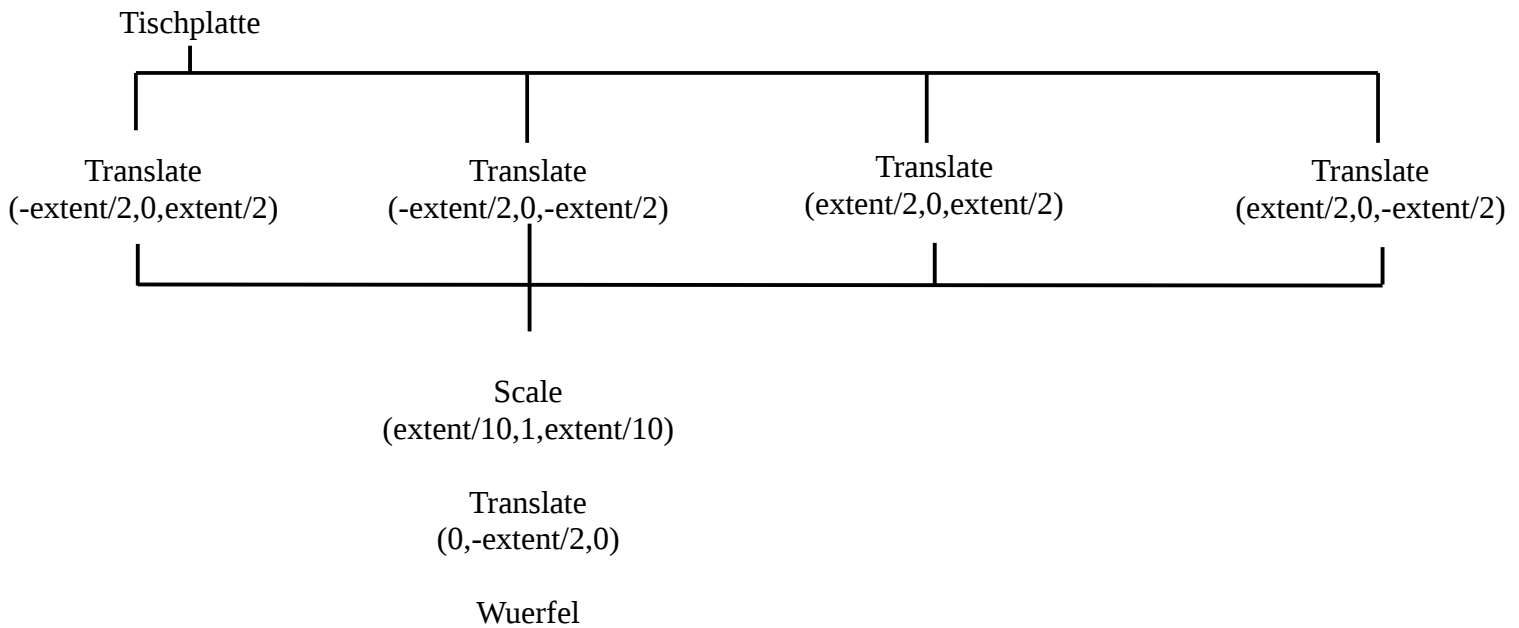 Tischplatte
Translate
(-extent/2,0,extent/2)
Translate
(-extent/2,0,-extent/2)
Translate
(extent/2,0,extent/2)
Translate
(extent/2,0,-extent/2)
Scale
(extent/10,1,extent/10)
Translate
(0,-extent/2,0)
Wuerfel